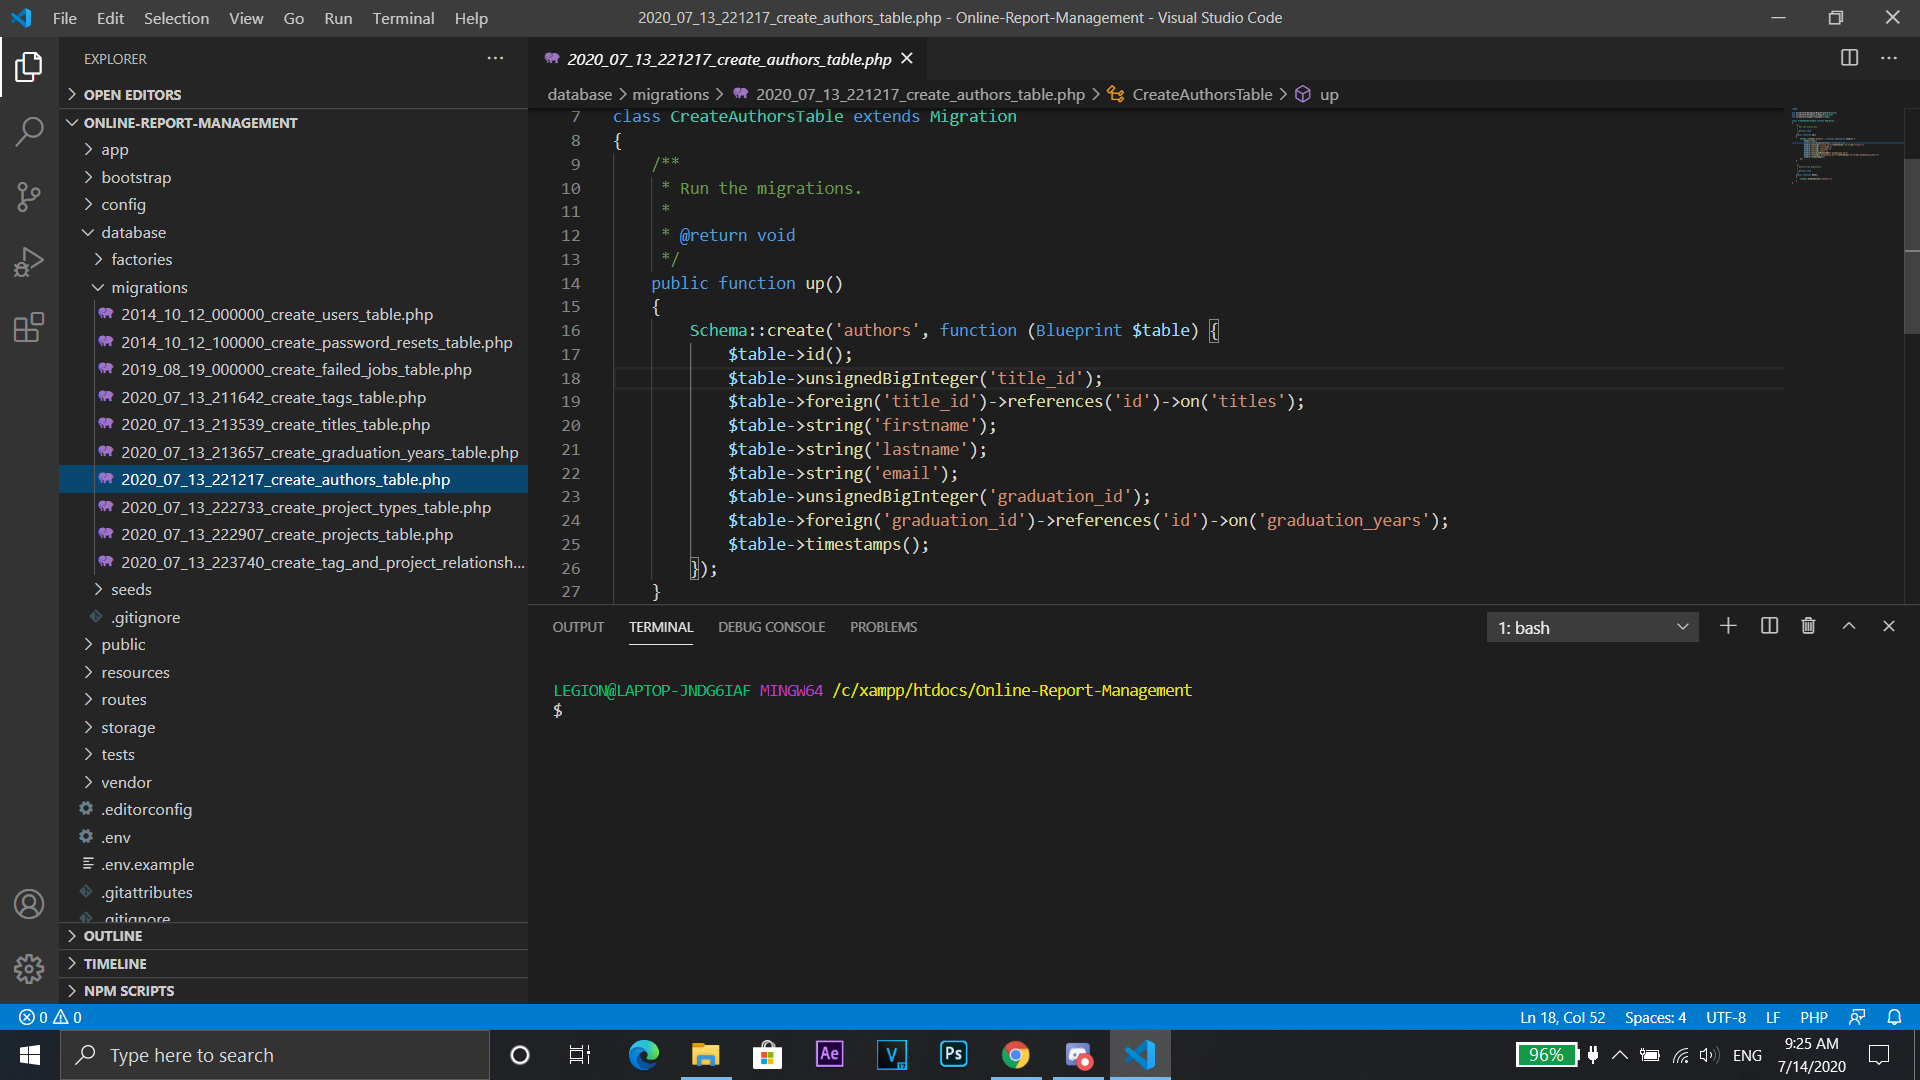 File Edit Selection View Go Run Terminal Help
2020_07_13_221217_create_authors_table.php - Online-Report-Management - Visual Studio Code
EXPLORER
OPEN EDITORS
ONLINE-REPORT-MANAGEMENT
app
bootstrap
config
database
factories
migrations
2014_10_12_000000_create_users_table.php
2014_10_12_100000_create_password_resets_table.php
2019_08_19_000000_create_failed_jobs_table.php
2020_07_13_211642_create_tags_table.php
2020_07_13_213539_create_titles_table.php
2020_07_13_213657_create_graduation_years_table.php
2020_07_13_221217_create_authors_table.php
2020_07_13_222733_create_project_types_table.php
2020_07_13_222907_create_projects_table.php
2020_07_13_223740_create_tag_and_project_relationsh...
seeds
.gitignore
public
resources
routes
storage
tests
vendor
.editorconfig
.env
.env.example
.gitattributes
.gitignore
OUTLINE
TIMELINE
NPM SCRIPTS
2020_07_13_221217_create_authors_table.php
database > migrations > 2020_07_13_221217_create_authors_table.php > CreateAuthorsTable > up
7 class CreateAuthorsTable extends Migration
8 {
9 /**
10 * Run the migrations.
11 *
12 * @return void
13 */
14 public function up()
15 {
16 Schema::create('authors', function (Blueprint $table) {
17 $table->id();
18 $table->unsignedBigInteger('title_id');
19 $table->foreign('title_id')->references('id')->on('titles');
20 $table->string('firstname');
21 $table->string('lastname');
22 $table->string('email');
23 $table->unsignedBigInteger('graduation_id');
24 $table->foreign('graduation_id')->references('id')->on('graduation_years');
25 $table->timestamps();
26 });
27 }
OUTPUT TERMINAL DEBUG CONSOLE PROBLEMS
1: bash
LEGION@LAPTOP-JNDG6IAF MINGW64 /c/xampp/htdocs/Online-Report-Management
$
0 0
Ln 18, Col 52 Spaces: 4 UTF-8 LF PHP
Type here to search
Ae
V
17
Ps
96%
ENG
9:25 AM
7/14/2020